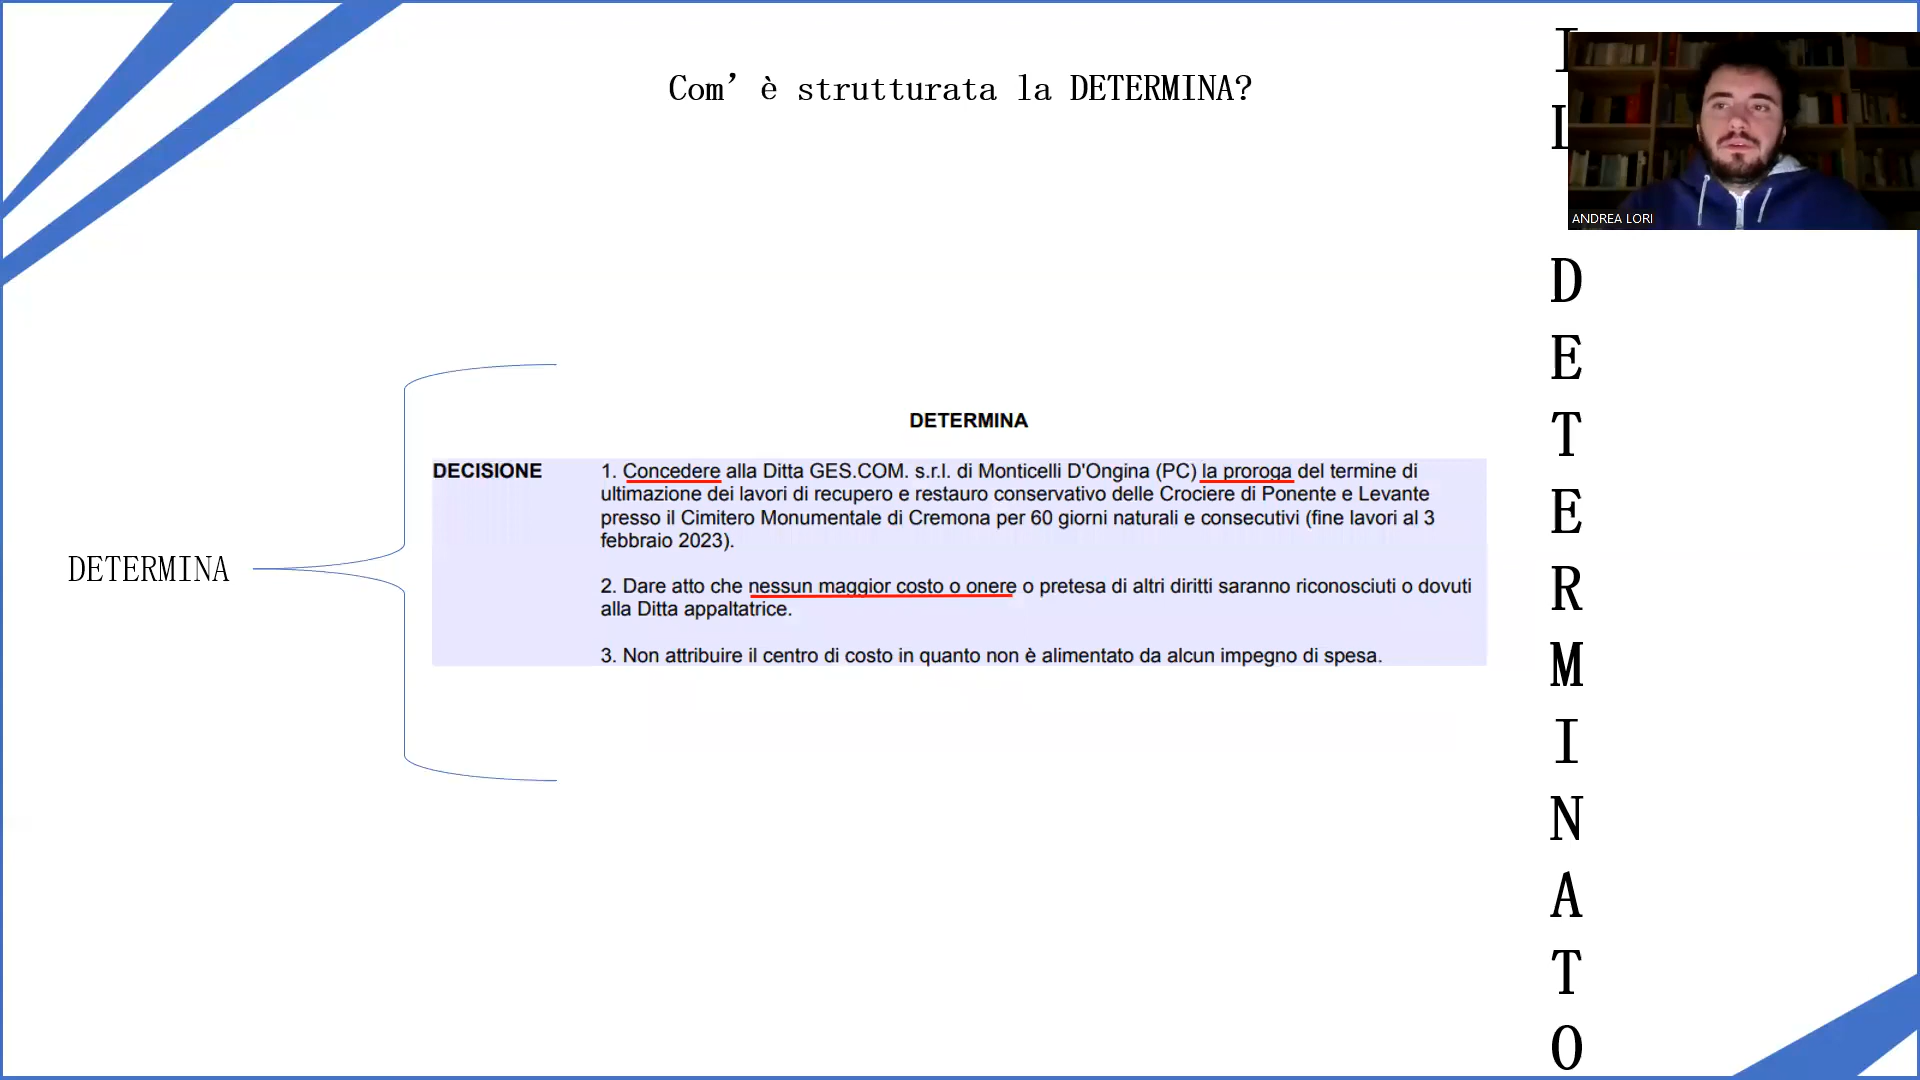 Com’ è strutturata la DETERMINA?
ANDREA LORI
DETERMINA
DETERMINA
DECISIONE
1. Concedere alla Ditta GES.COM. s.r.l. di Monticelli D'Ongina (PC) la proroga del termine di
ultimazione dei lavori di recupero e restauro conservativo delle Crociere di Ponente e Levante
presso il Cimitero Monumentale di Cremona per 60 giorni naturali e consecutivi (fine lavori al 3
febbraio 2023).
2. Dare atto che nessun maggior costo o onere o pretesa di altri diritti saranno riconosciuti o dovuti
alla Ditta appaltatrice.
3. Non attribuire il centro di costo in quanto non è alimentato da alcun impegno di spesa.
I
L
D
E
T
E
R
M
I
N
A
T
O